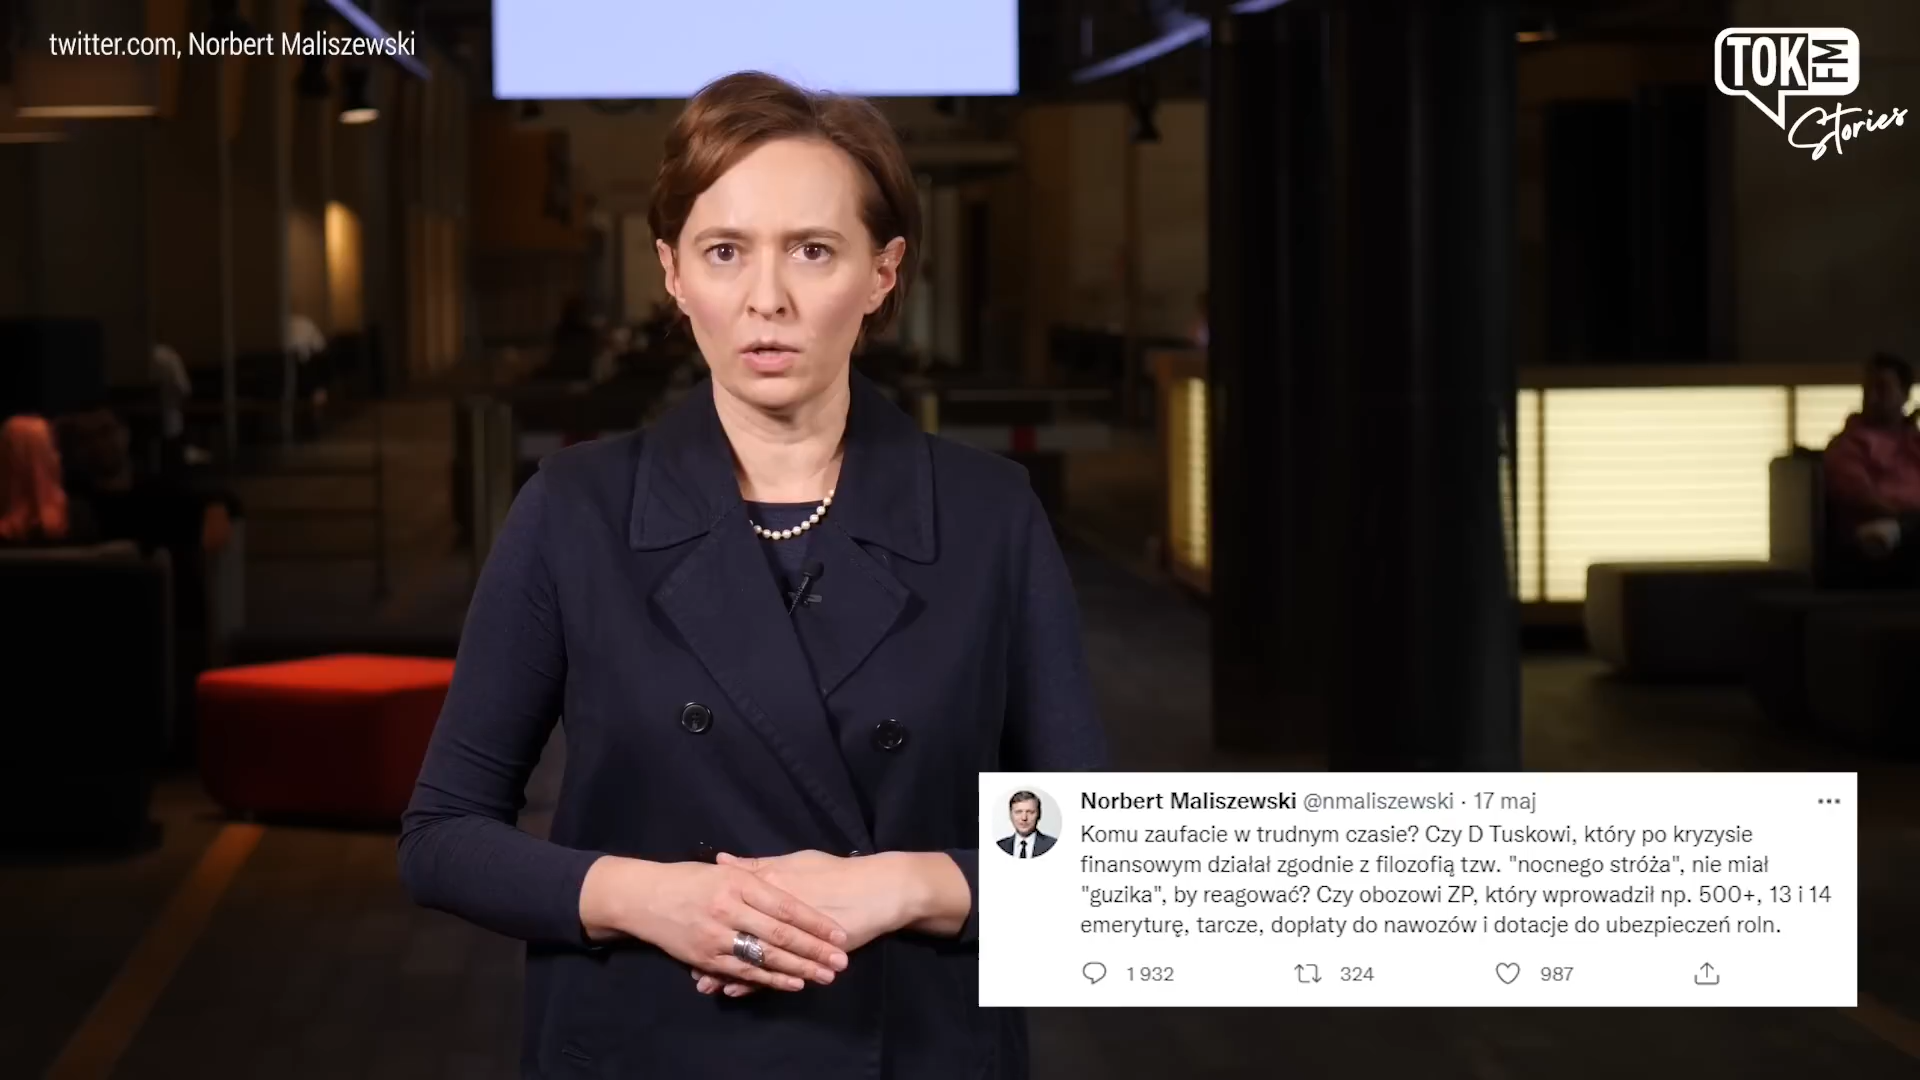 twitter.com, Norbert Maliszewski
TOK FM
Stories
Norbert Maliszewski @nmaliszewski · 17 maj
Komu zaufacie w trudnym czasie? Czy D Tuskowi, który po kryzysie
finansowym działał zgodnie z filozofią tzw. "nocnego stróża", nie miał
"guzika", by reagować? Czy obozowi ZP, który wprowadził np. 500+, 13 i 14
emeryturę, tarcze, dopłaty do nawozów i dotacje do ubezpieczeń roln.
1 932 324 987